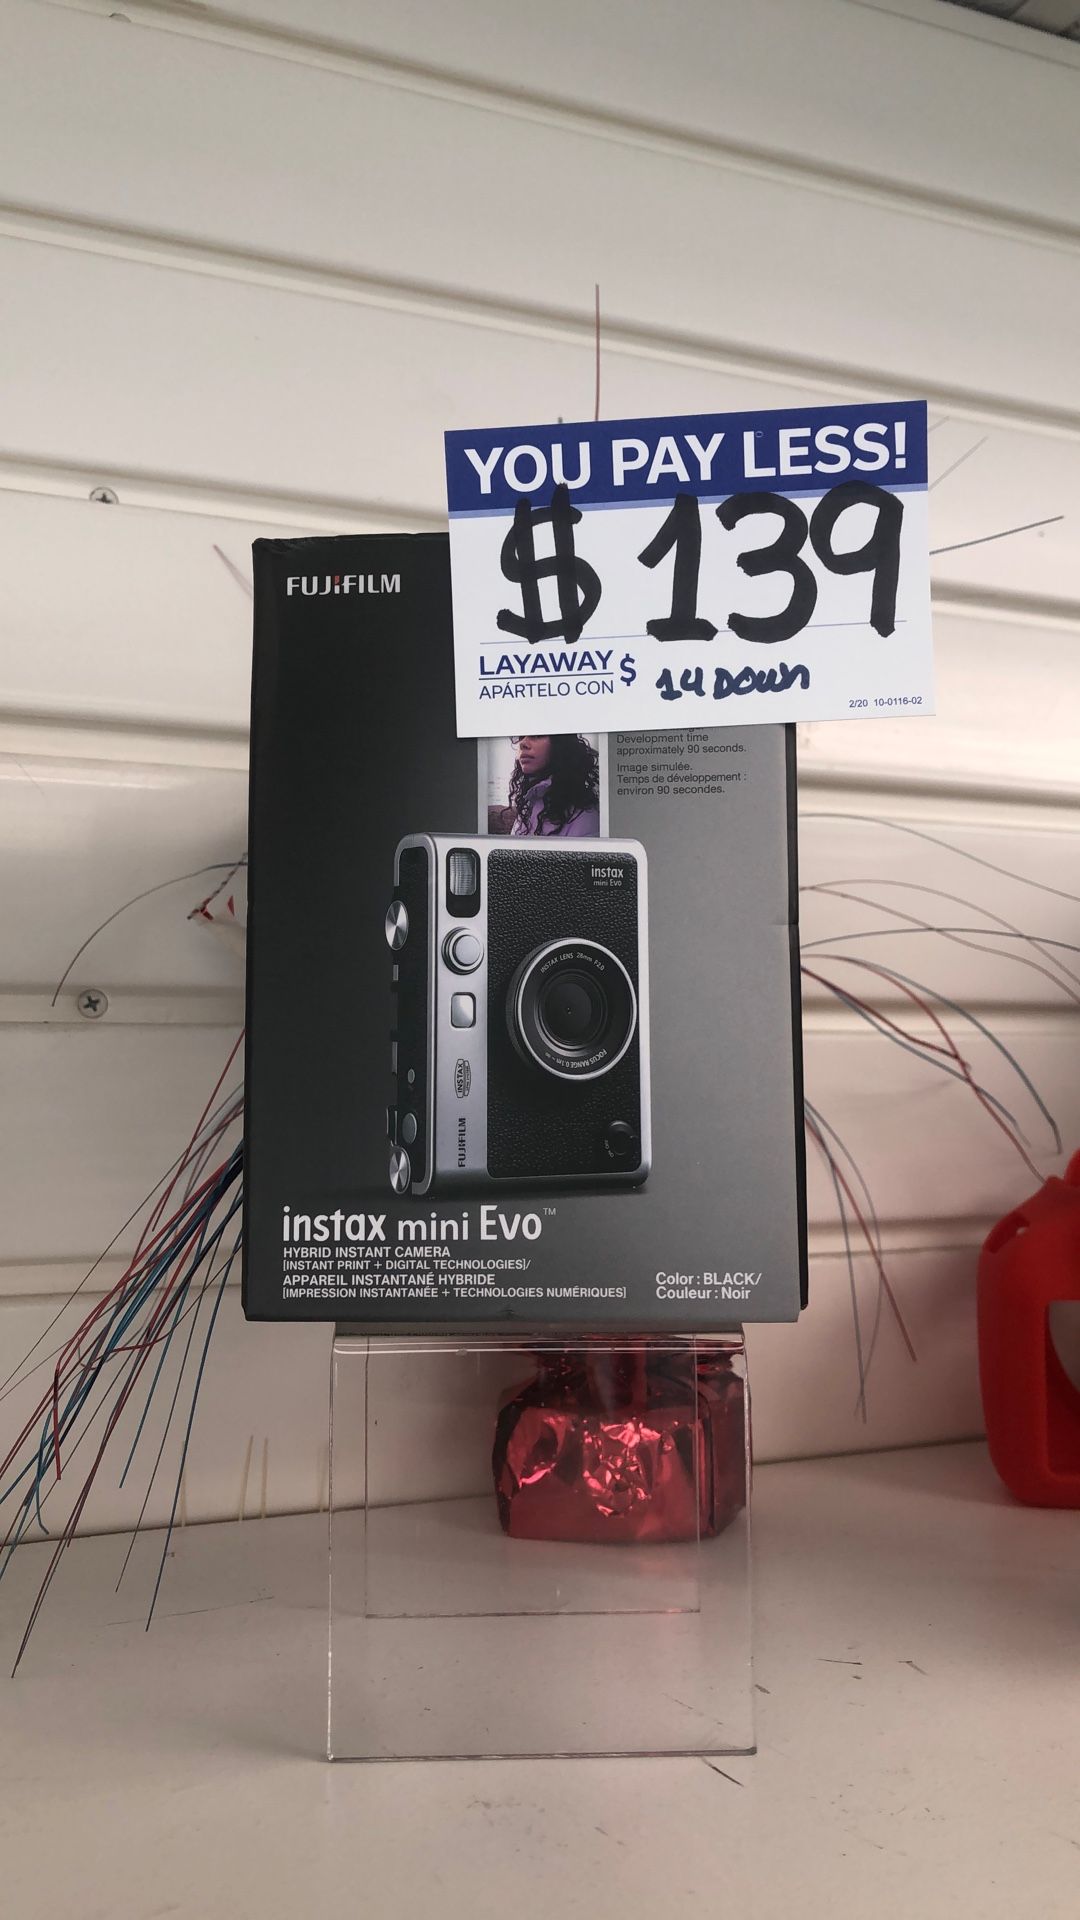 YOU PAY LESS!
$139
LAYAWAY
APÁRTELO CON
$ 14 DOWN
2/20 10-0116-02
FUJIFILM
Development time
approximately 90 seconds.
Image simulée.
Temps de développement :
environ 90 secondes.
instax
mini Evo
INSTAX LENS 28mm F2.0
FOCUS RANGE 0.1m ~ ∞
INSTAX
FUJIFILM
instax mini Evo™
HYBRID INSTANT CAMERA
[INSTANT PRINT + DIGITAL TECHNOLOGIES]/
APPAREIL INSTANTANÉ HYBRIDE
[IMPRESSION INSTANTANÉE + TECHNOLOGIES NUMÉRIQUES]
Color : BLACK/
Couleur : Noir